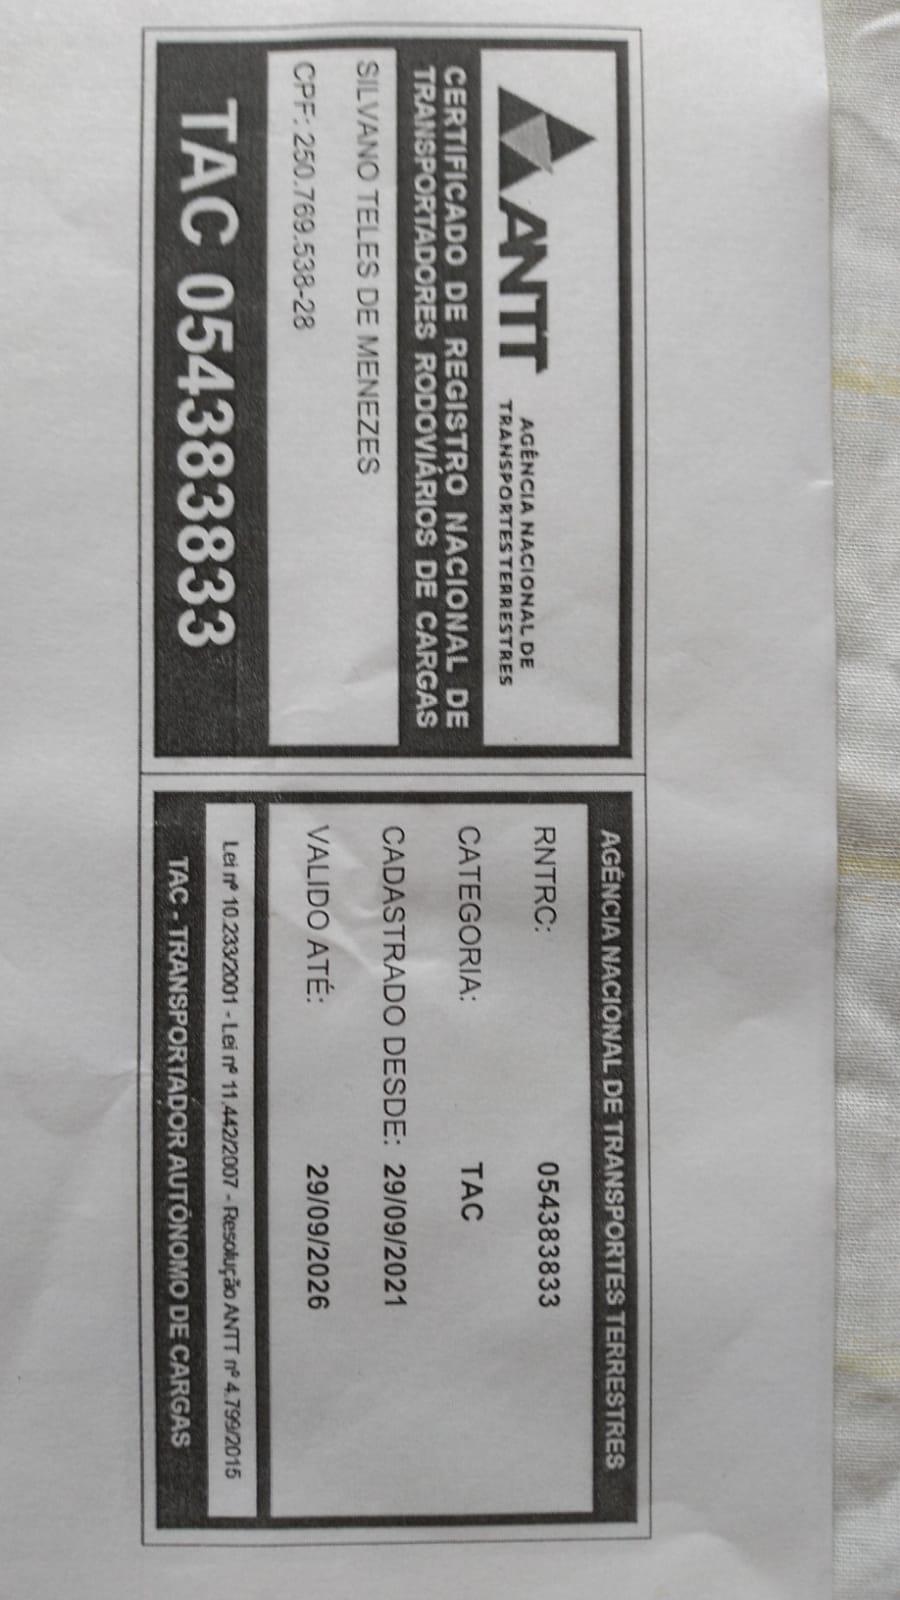 ANTT
AGÊNCIA NACIONAL DE
TRANSPORTES TERRESTRES
CERTIFICADO DE REGISTRO NACIONAL DE
TRANSPORTADORES RODOVIÁRIOS DE CARGAS
SILVANO TELES DE MENEZES
CPF: 250.769.538-28
TAC 054383833
AGÊNCIA NACIONAL DE TRANSPORTES TERRESTRES
RNTRC: 054383833
CATEGORIA: TAC
CADASTRADO DESDE: 29/09/2021
VALIDO ATÉ: 29/09/2026
Lei nº 10.233/2001 - Lei nº 11.442/2007 - Resolução ANTT nº 4.799/2015
TAC - TRANSPORTADOR AUTÔNOMO DE CARGAS